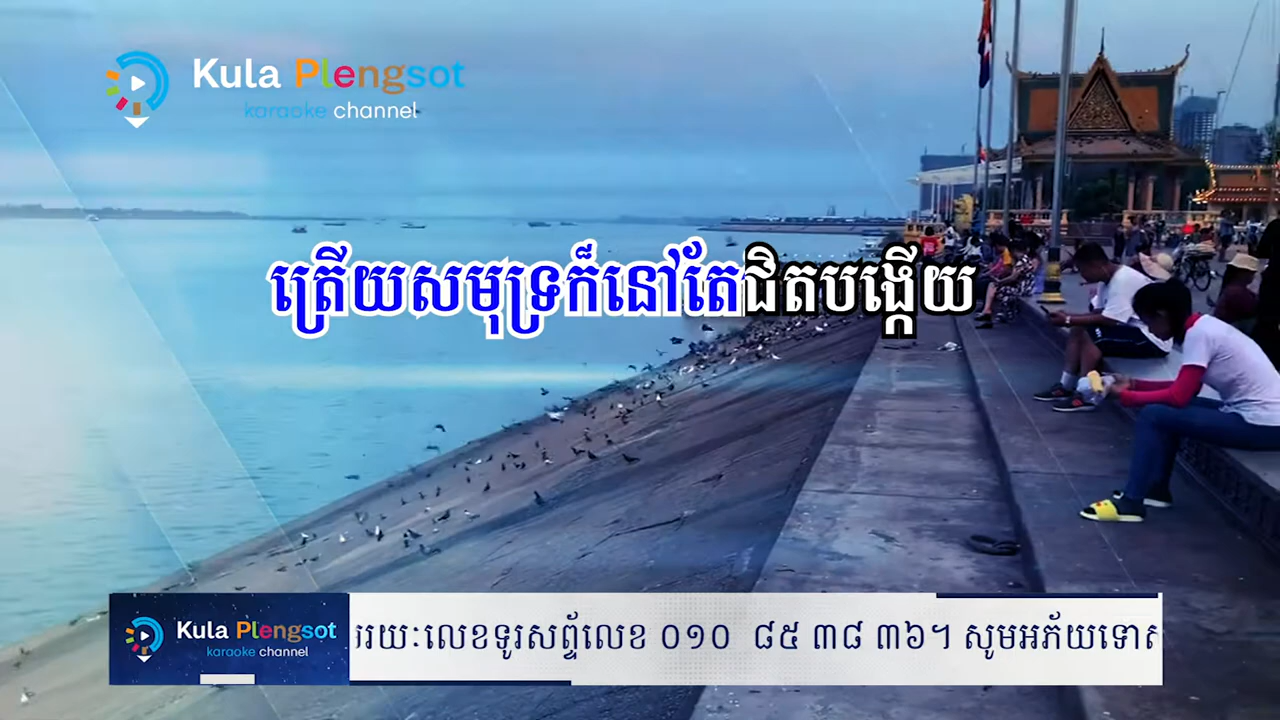 Kula Plengsot
karaoke channel
ត្រើយសមុទ្រក៏នៅតែជិតបង្កើយ
Kula Plengsot
karaoke channel
រយៈលេខទូរសព្ទ័លេខ ០១០ ៨៥ ៣៨ ៣៦។ សូមអភ័យទោស